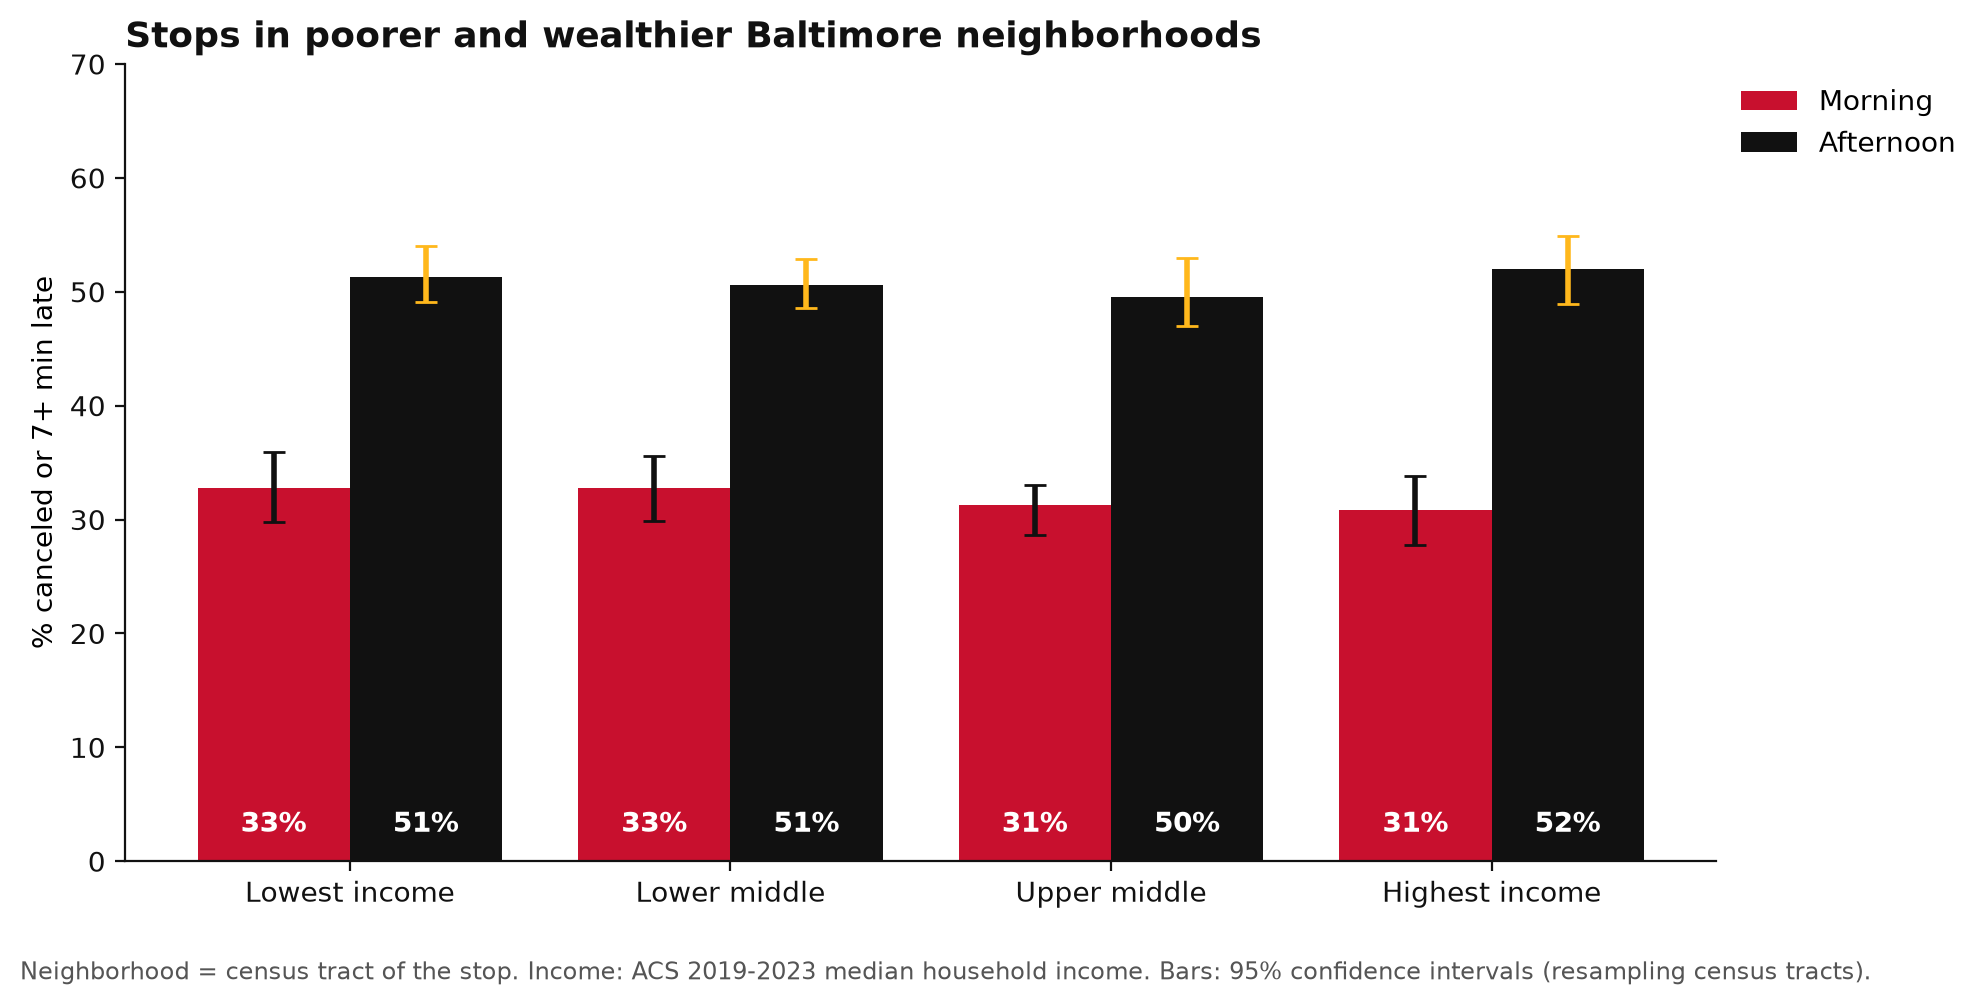 Stops in poorer and wealthier Baltimore neighborhoods
Morning
Afternoon
% canceled or 7+ min late
70
60
50
40
30
20
10
0
33% 51% 33% 51% 31% 50% 31% 52%
Lowest income Lower middle Upper middle Highest income
Neighborhood = census tract of the stop. Income: ACS 2019-2023 median household income. Bars: 95% confidence intervals (resampling census tracts).